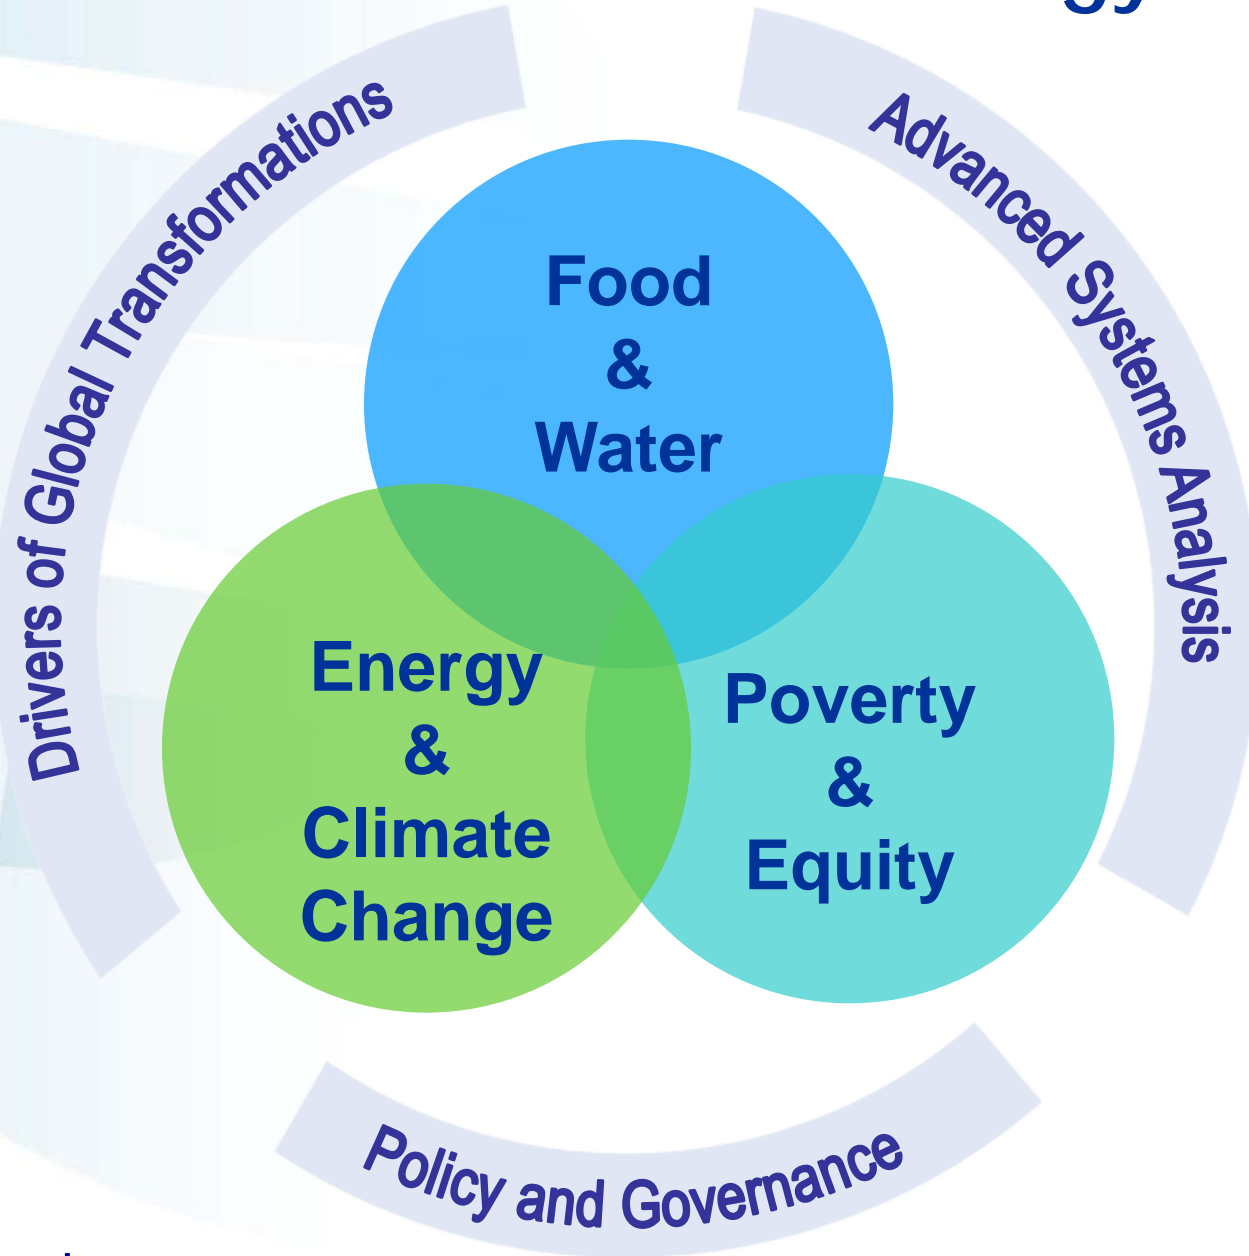 Drivers of Global Transformations
Advanced Systems Analysis
Food
&
Water
Energy
&
Climate
Change
Poverty
&
Equity
Policy and Governance